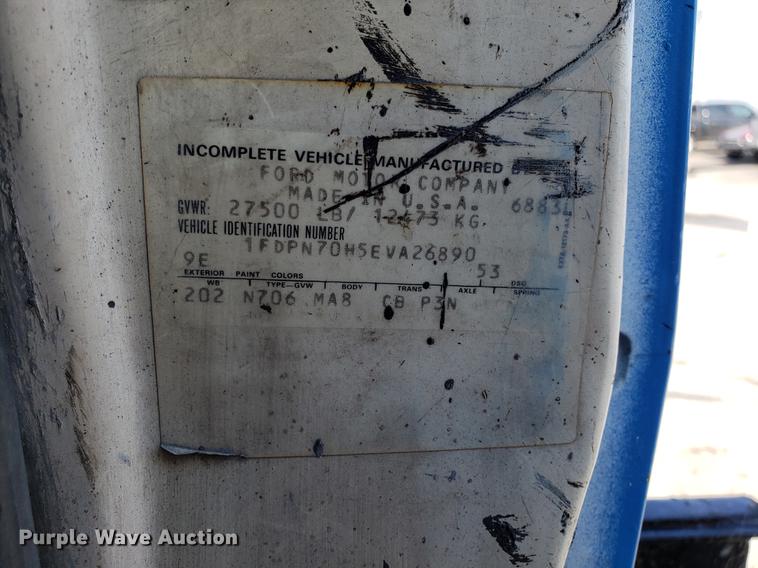 INCOMPLETE VEHICLE MANUFACTURED BY
FORD MOTOR COMPANY
MADE IN U.S.A.
GVWR: 27500 LB/ 12473 KG
VEHICLE IDENTIFICATION NUMBER
1FDPN70H5EVA26890
9E 53
EXTERIOR PAINT COLORS DSO
WB TYPE-GVW BODY TRANS AXLE SPRING
202 N706 MA8 CB P3N
Purple Wave Auction